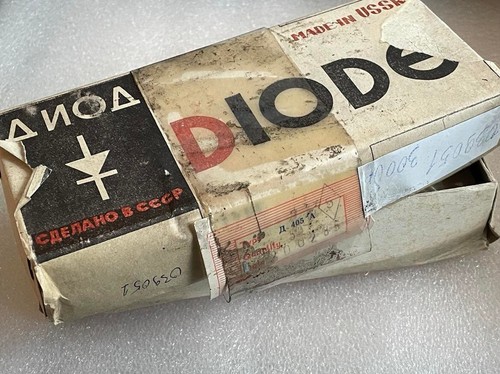 ДИОД
СДЕЛАНО В СССР
DIODE
MADE IN USSR
Д 405 А